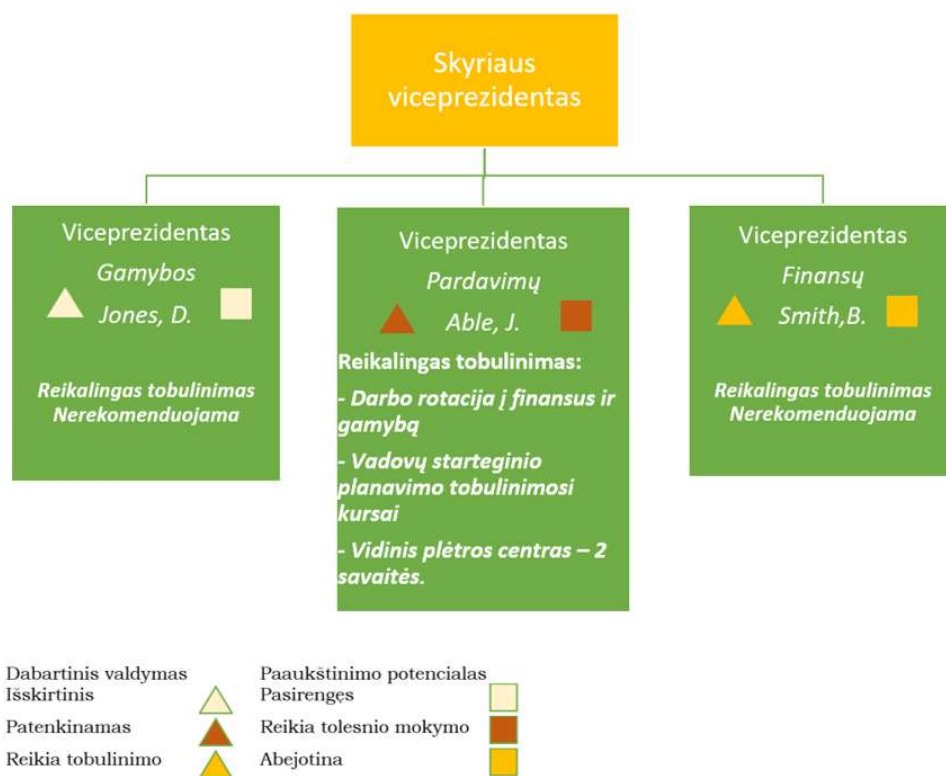 Skyriaus
viceprezidentas
Viceprezidentas
Gamybos
Jones, D.
Reikalingas tobulinimas
Nerekomenduojama
Viceprezidentas
Pardavimų
Able, J.
Reikalingas tobulinimas:
- Darbo rotacija į finansus ir
gamybą
- Vadovų starteginio
planavimo tobulinimosi
kursai
- Vidinis plėtros centras – 2
savaitės.
Viceprezidentas
Finansų
Smith,B.
Reikalingas tobulinimas
Nerekomenduojama
Dabartinis valdymas
Išskirtinis
Patenkinamas
Reikia tobulinimo
Paaukštinimo potencialas
Pasirengęs
Reikia tolesnio mokymo
Abejotina